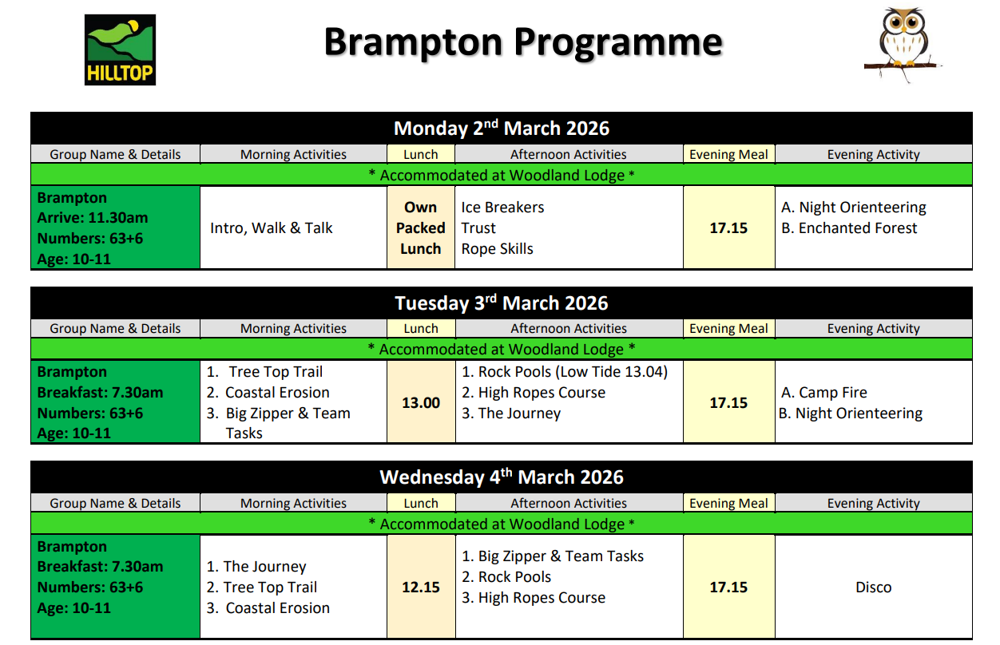 HILLTOP
Brampton Programme
Monday 2nd March 2026
Group Name & Details Morning Activities Lunch Afternoon Activities Evening Meal Evening Activity
* Accommodated at Woodland Lodge *
Brampton
Arrive: 11.30am
Numbers: 63+6
Age: 10-11
Intro, Walk & Talk
Own
Packed
Lunch
Ice Breakers
Trust
Rope Skills
17.15
A. Night Orienteering
B. Enchanted Forest
Tuesday 3rd March 2026
Group Name & Details Morning Activities Lunch Afternoon Activities Evening Meal Evening Activity
* Accommodated at Woodland Lodge *
Brampton
Breakfast: 7.30am
Numbers: 63+6
Age: 10-11
1. Tree Top Trail
2. Coastal Erosion
3. Big Zipper & Team
Tasks
13.00
1. Rock Pools (Low Tide 13.04)
2. High Ropes Course
3. The Journey
17.15
A. Camp Fire
B. Night Orienteering
Wednesday 4th March 2026
Group Name & Details Morning Activities Lunch Afternoon Activities Evening Meal Evening Activity
* Accommodated at Woodland Lodge *
Brampton
Breakfast: 7.30am
Numbers: 63+6
Age: 10-11
1. The Journey
2. Tree Top Trail
3. Coastal Erosion
12.15
1. Big Zipper & Team Tasks
2. Rock Pools
3. High Ropes Course
17.15
Disco